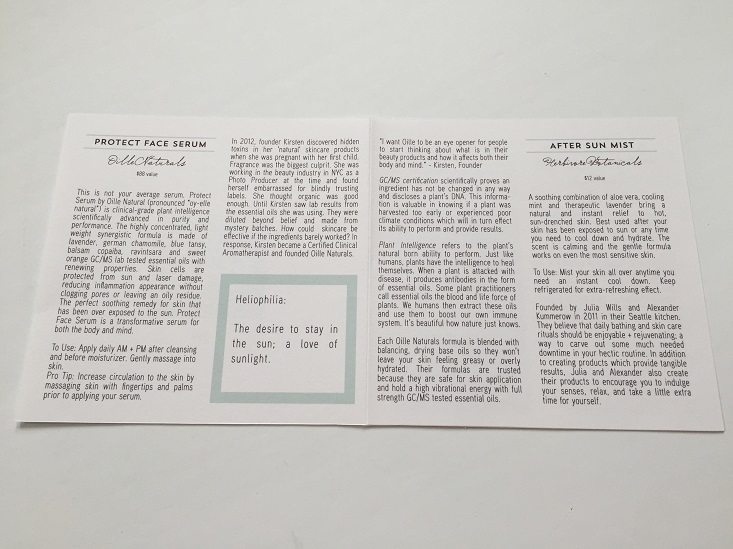 PROTECT FACE SERUM
Oille Naturals
$88 value
This is not your average serum. Protect
Serum by Oille Natural (pronounced "oy-elle
natural") is clinical-grade plant intelligence
scientifically advanced in purity and
performance. The highly concentrated, light
weight synergistic formula is made of
lavender, german chamomile, blue tansy,
balsam copaiba, ravintsara and sweet
orange GC/MS lab tested essential oils with
renewing properties. Skin cells are
protected from sun and laser damage,
reducing inflammation appearance without
clogging pores or leaving an oily residue.
The perfect soothing remedy for skin that
has been over exposed to the sun. Protect
Face Serum is a transformative serum for
both the body and mind.
To Use: Apply daily AM + PM after cleansing
and before moisturizer. Gently massage into
skin.
Pro Tip: Increase circulation to the skin by
massaging skin with fingertips and palms
prior to applying your serum.
In 2012, founder Kirsten discovered hidden
toxins in her 'natural' skincare products
when she was pregnant with her first child.
Fragrance was the biggest culprit. She was
working in the beauty industry in NYC as a
Photo Producer at the time and found
herself embarrassed for blindly trusting
labels. She thought organic was good
enough. Until Kirsten saw lab results from
the essential oils she was using. They were
diluted beyond belief and made from
mystery batches. How could skincare be
effective if the ingredients barely worked? In
response, Kirsten became a Certified Clinical
Aromatherapist and founded Oille Naturals.
Heliophilia:
The desire to stay in
the sun; a love of
sunlight.
"I want Oille to be an eye opener for people
to start thinking about what is in their
beauty products and how it affects both their
body and mind." - Kirsten, Founder
GC/MS certification scientifically proves an
ingredient has not be changed in any way
and discloses a plant's DNA. This informa-
tion is valuable in knowing if a plant was
harvested too early or experienced poor
climate conditions which will in turn effect
its ability to perform and provide results.
Plant Intelligence refers to the plant's
natural born ability to perform. Just like
humans, plants have the intelligence to heal
themselves. When a plant is attacked with
disease, it produces antibodies in the form
of essential oils. Some plant practitioners
call essential oils the blood and life force of
plants. We humans then extract these oils
and use them to boost our own immune
system. It's beautiful how nature just knows.
Each Oille Naturals formula is blended with
balancing, drying base oils so they won't
leave your skin feeling greasy or overly
hydrated. Their formulas are trusted
because they are safe for skin application
and hold a high vibrational energy with full
strength GC/MS tested essential oils.
AFTER SUN MIST
Herbivore Botanicals
$12 value
A soothing combination of aloe vera, cooling
mint and therapeutic lavender bring a
natural and instant relief to hot,
sun-drenched skin. Best used after your
skin has been exposed to sun or any time
you need to cool down and hydrate. The
scent is calming and the gentle formula
works on even the most sensitive skin.
To Use: Mist your skin all over anytime you
need an instant cool down. Keep
refrigerated for extra-refreshing effect.
Founded by Julia Wills and Alexander
Kummerow in 2011 in their Seattle kitchen.
They believe that daily bathing and skin care
rituals should be enjoyable + rejuvenating; a
way to carve out some much needed
downtime in your hectic routine. In addition
to creating products which provide tangible
results, Julia and Alexander also create
their products to encourage you to indulge
your senses, relax, and take a little extra
time for yourself.